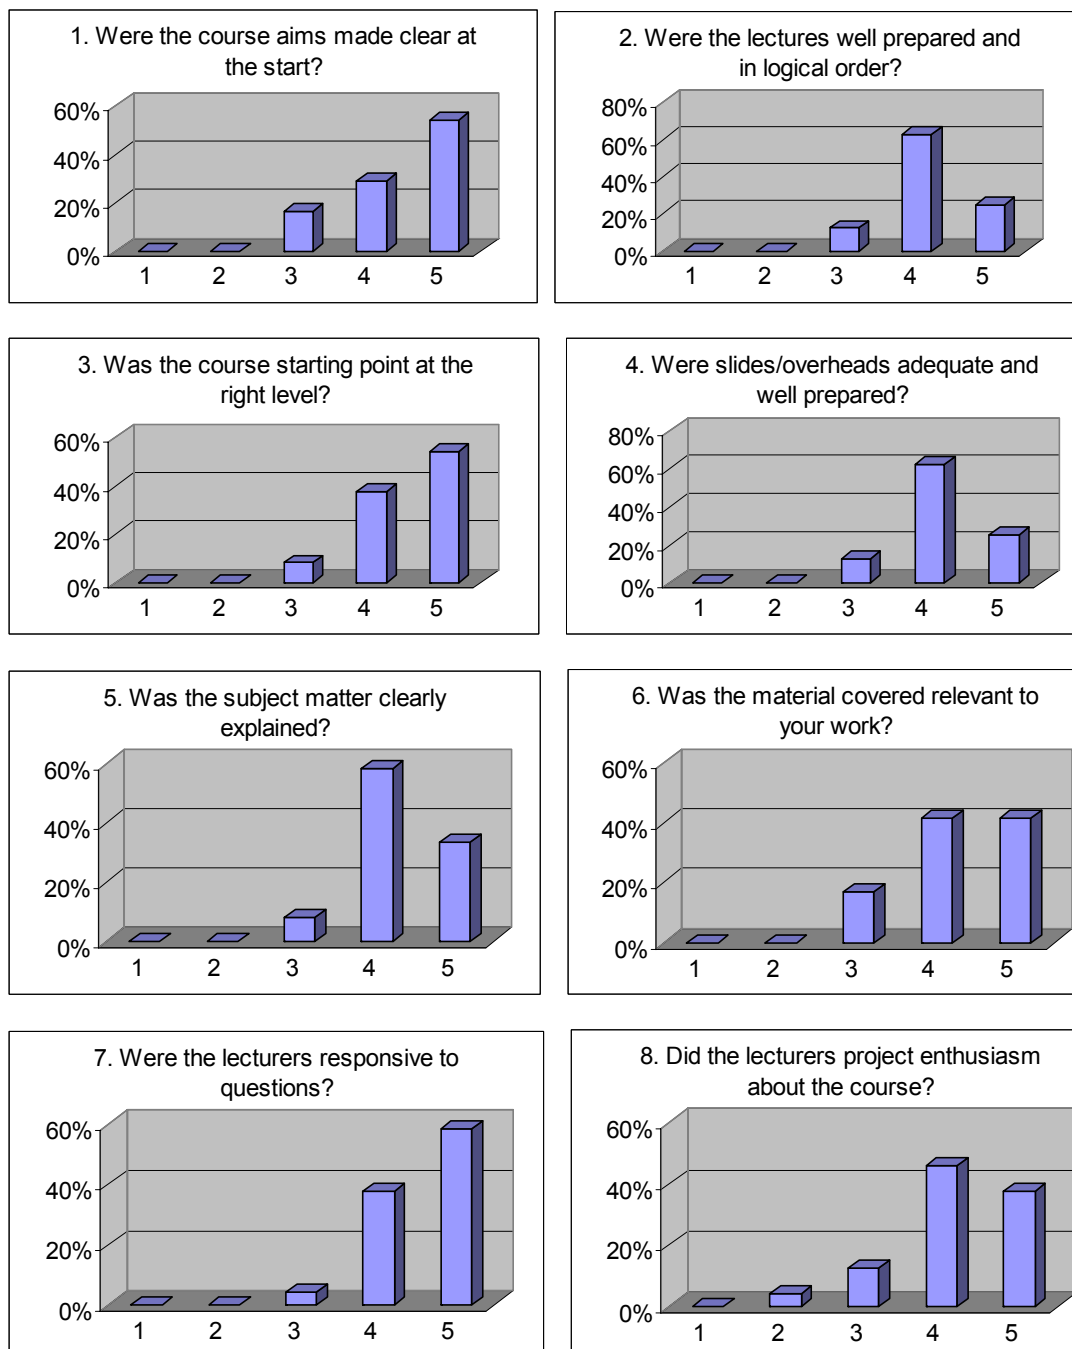 1. Were the course aims made clear at
the start?
60%
40%
20%
0%
1 2 3 4 5
2. Were the lectures well prepared and
in logical order?
80%
60%
40%
20%
0%
1 2 3 4 5
3. Was the course starting point at the
right level?
60%
40%
20%
0%
1 2 3 4 5
4. Were slides/overheads adequate and
well prepared?
80%
60%
40%
20%
0%
1 2 3 4 5
5. Was the subject matter clearly
explained?
60%
40%
20%
0%
1 2 3 4 5
6. Was the material covered relevant to
your work?
60%
40%
20%
0%
1 2 3 4 5
7. Were the lecturers responsive to
questions?
60%
40%
20%
0%
1 2 3 4 5
8. Did the lecturers project enthusiasm
about the course?
60%
40%
20%
0%
1 2 3 4 5